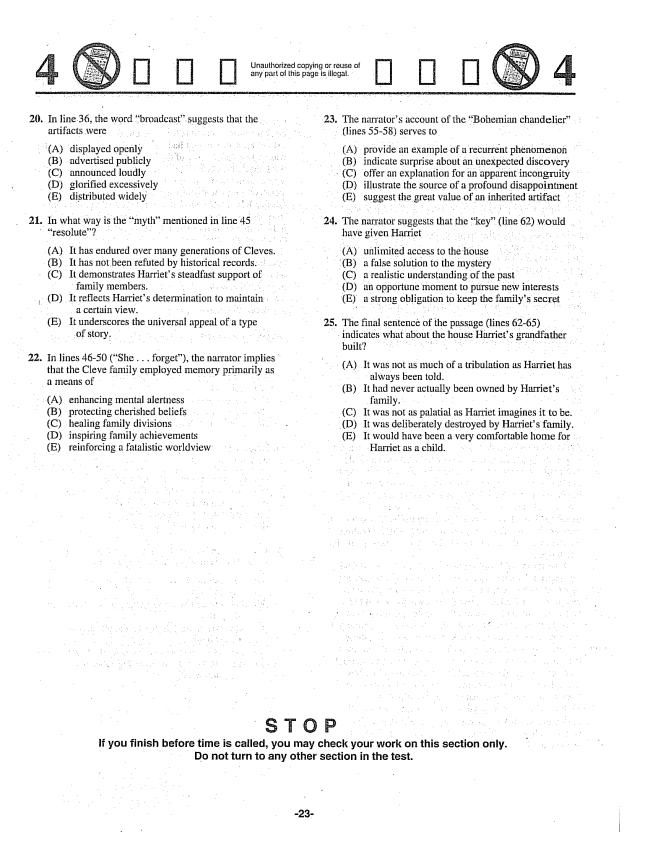 4
Unauthorized copying or reuse of
any part of this page is illegal.
4
20. In line 36, the word “broadcast” suggests that the
artifacts were
(A) displayed openly
(B) advertised publicly
(C) announced loudly
(D) glorified excessively
(E) distributed widely
21. In what way is the “myth” mentioned in line 45
“resolute”?
(A) It has endured over many generations of Cleves.
(B) It has not been refuted by historical records.
(C) It demonstrates Harriet's steadfast support of
family members.
(D) It reflects Harriet's determination to maintain
a certain view.
(E) It underscores the universal appeal of a type
of story.
22. In lines 46-50 (“She . . . forget”), the narrator implies
that the Cleve family employed memory primarily as
a means of
(A) enhancing mental alertness
(B) protecting cherished beliefs
(C) healing family divisions
(D) inspiring family achievements
(E) reinforcing a fatalistic worldview
23. The narrator's account of the “Bohemian chandelier”
(lines 55-58) serves to
(A) provide an example of a recurrent phenomenon
(B) indicate surprise about an unexpected discovery
(C) offer an explanation for an apparent incongruity
(D) illustrate the source of a profound disappointment
(E) suggest the great value of an inherited artifact
24. The narrator suggests that the “key” (line 62) would
have given Harriet
(A) unlimited access to the house
(B) a false solution to the mystery
(C) a realistic understanding of the past
(D) an opportune moment to pursue new interests
(E) a strong obligation to keep the family's secret
25. The final sentence of the passage (lines 62-65)
indicates what about the house Harriet's grandfather
built?
(A) It was not as much of a tribulation as Harriet has
always been told.
(B) It had never actually been owned by Harriet's
family.
(C) It was not as palatial as Harriet imagines it to be.
(D) It was deliberately destroyed by Harriet's family.
(E) It would have been a very comfortable home for
Harriet as a child.
STOP
If you finish before time is called, you may check your work on this section only.
Do not turn to any other section in the test.
-23-